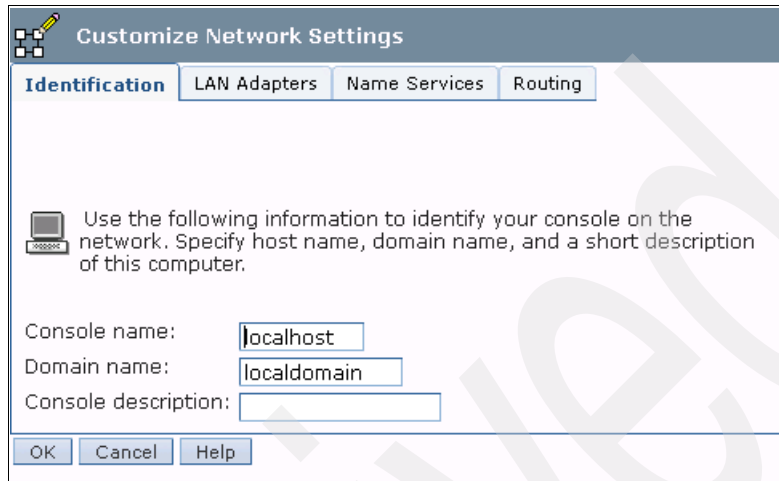 Customize Network Settings
Identification LAN Adapters Name Services Routing
Use the following information to identify your console on the
network. Specify host name, domain name, and a short description
of this computer.
Console name: localhost
Domain name: localdomain
Console description:
OK Cancel Help